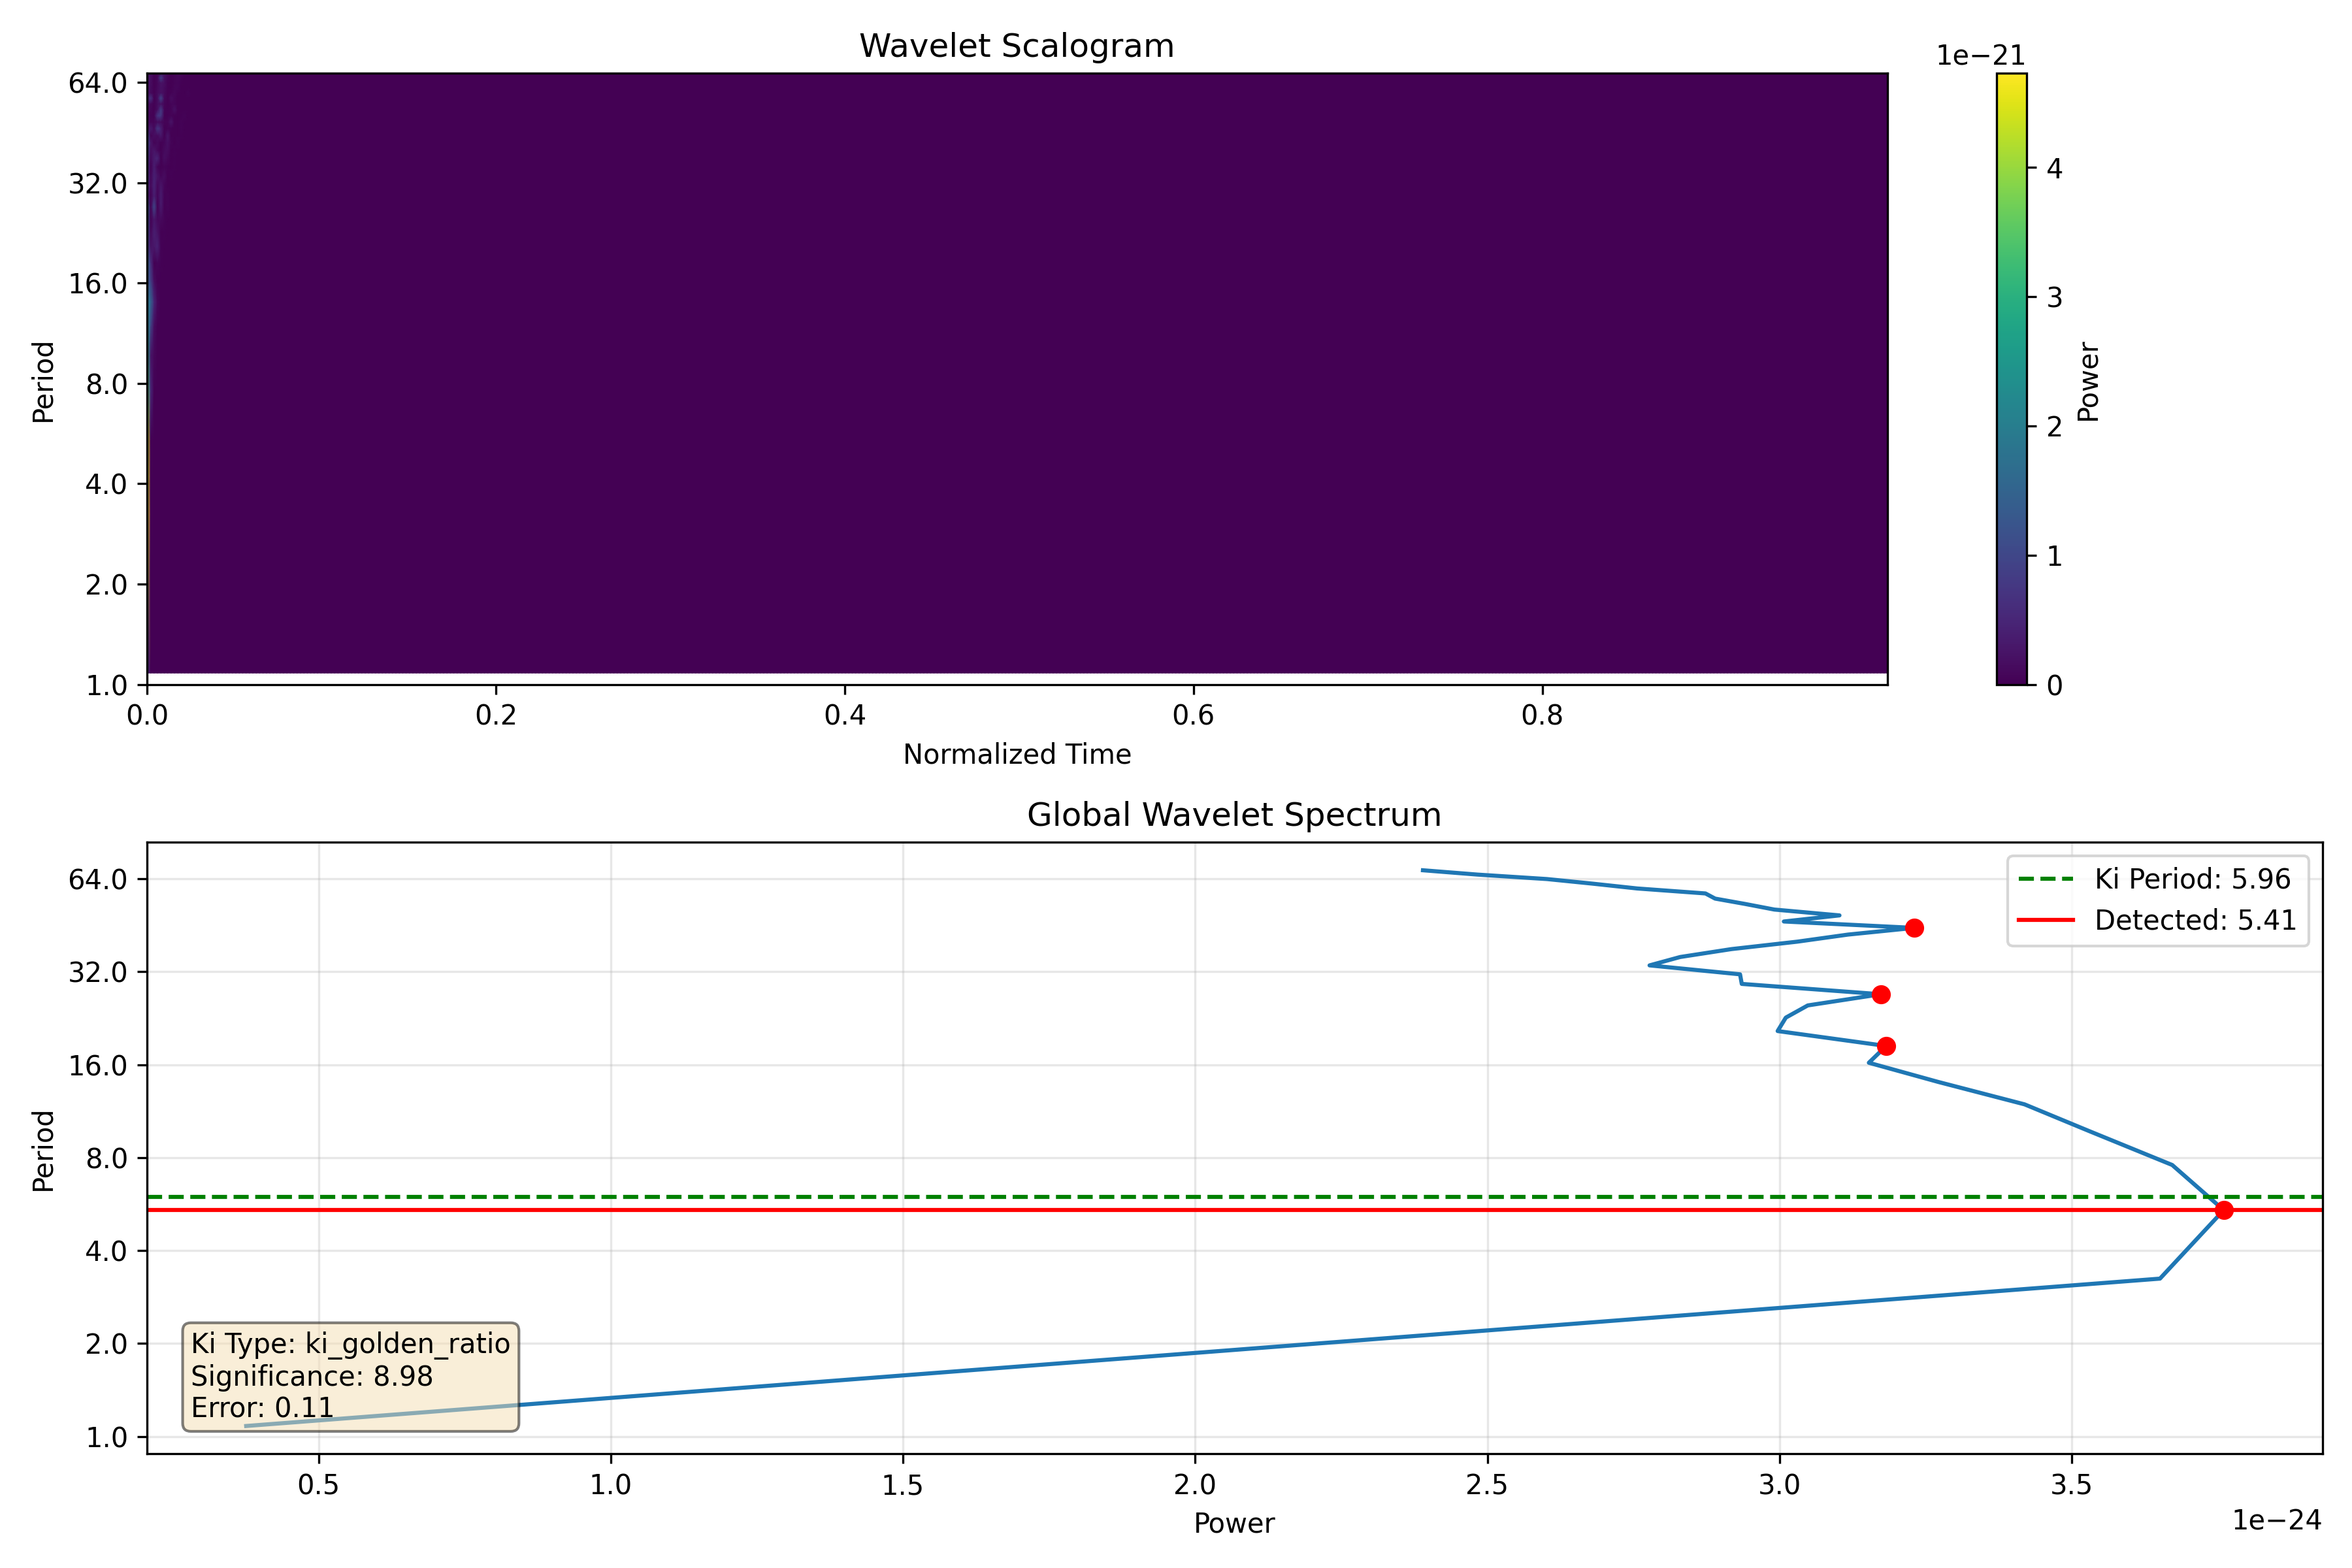 Wavelet Scalogram
1e−21
64.0
32.0
16.0
8.0
4.0
2.0
1.0
Period
0.0 0.2 0.4 0.6 0.8
Normalized Time
4
3
2
1
0
Power
Global Wavelet Spectrum
64.0
32.0
16.0
8.0
4.0
2.0
1.0
Period
Ki Period: 5.96
Detected: 5.41
Ki Type: ki_golden_ratio
Significance: 8.98
Error: 0.11
0.5 1.0 1.5 2.0 2.5 3.0 3.5
1e−24
Power